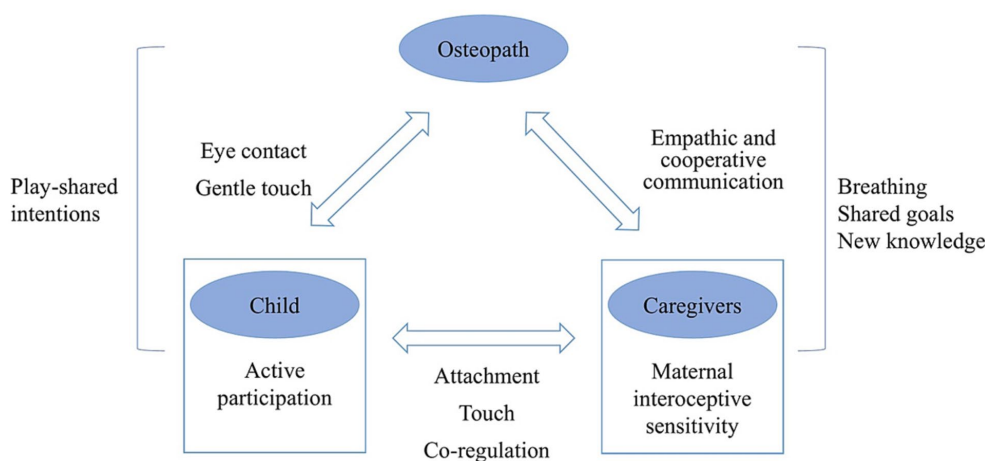 Osteopath
Eye contact
Gentle touch
Empathic and
cooperative
communication
Play-shared
intentions
Breathing
Shared goals
New knowledge
Child
Active
participation
Attachment
Touch
Co-regulation
Caregivers
Maternal
interoceptive
sensitivity